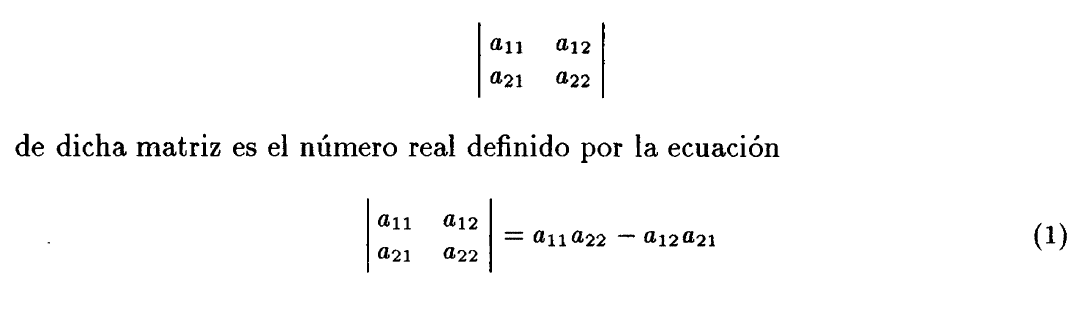 | a₁₁ a₁₂ |
| a₂₁ a₂₂ |
de dicha matriz es el número real definido por la ecuación
| a₁₁ a₁₂ |
| a₂₁ a₂₂ | = a₁₁a₂₂ − a₁₂a₂₁ (1)